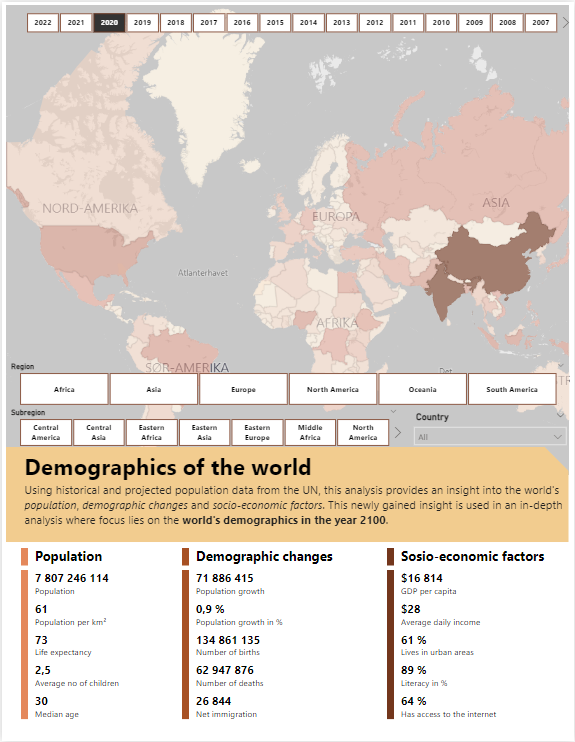 2022 2021 2020 2019 2018 2017 2016 2015 2014 2013 2012 2011 2010 2009 2008 2007
NORD-AMERIKA
ASIA
EUROPA
Atlanterhavet
AFRIKA
SØR-AMERIKA
Det
Region
Africa Asia Europe North America Oceania South America
Subregion
Central America Central Asia Eastern Africa Eastern Asia Eastern Europe Middle Africa North America
Country
All
Demographics of the world
Using historical and projected population data from the UN, this analysis provides an insight into the world's
population, demographic changes and socio-economic factors. This newly gained insight is used in an in-depth
analysis where focus lies on the world's demographics in the year 2100.
Population
7 807 246 114
Population
61
Population per km²
73
Life expectancy
2,5
Average no of children
30
Median age
Demographic changes
71 886 415
Population growth
0,9 %
Population growth in %
134 861 135
Number of births
62 947 876
Number of deaths
26 844
Net immigration
Sosio-economic factors
$16 814
GDP per capita
$28
Average daily income
61 %
Lives in urban areas
89 %
Literacy in %
64 %
Has access to the internet